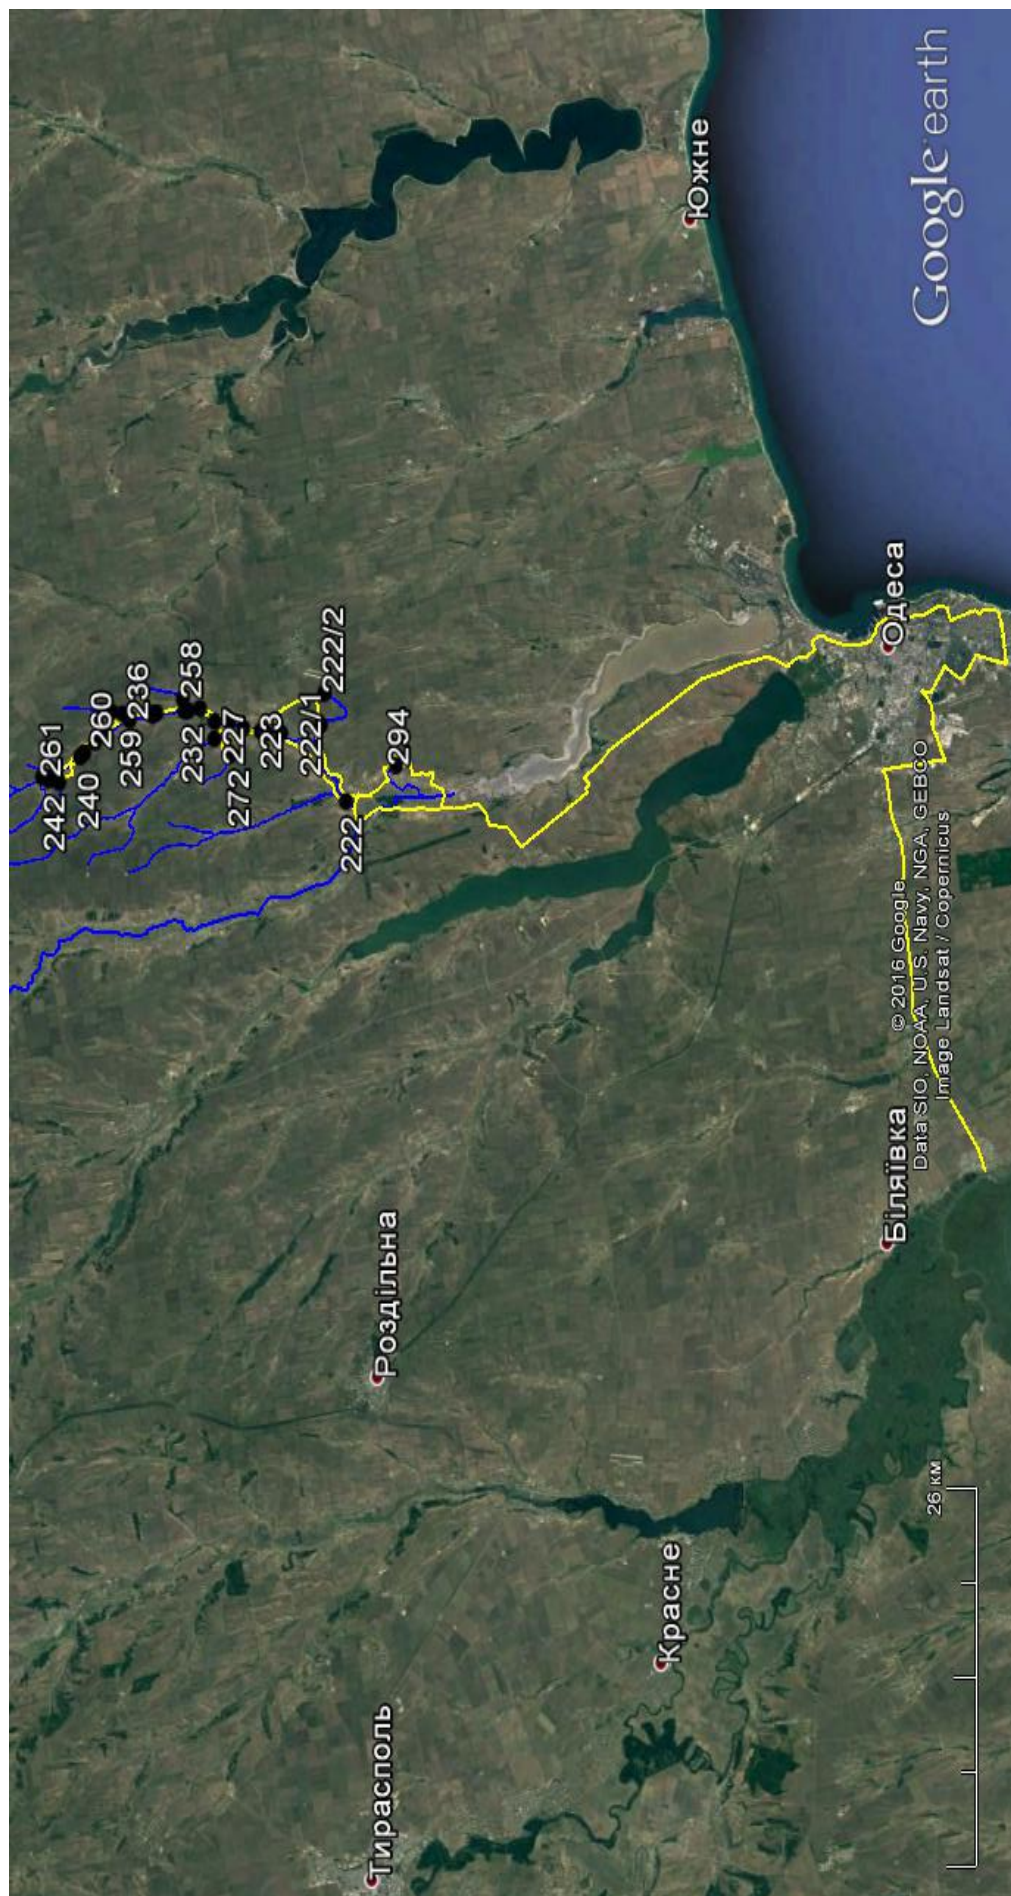 242
261
240
260
259
236
232
258
272
227
223
222/1
222/2
222
294
Тирасполь
Роздільна
Красне
Біляївка
Одеса
Южне
© 2016 Google
Data SIO, NOAA, U.S. Navy, NGA, GEBCO
Image Landsat / Copernicus
26 км
Google earth